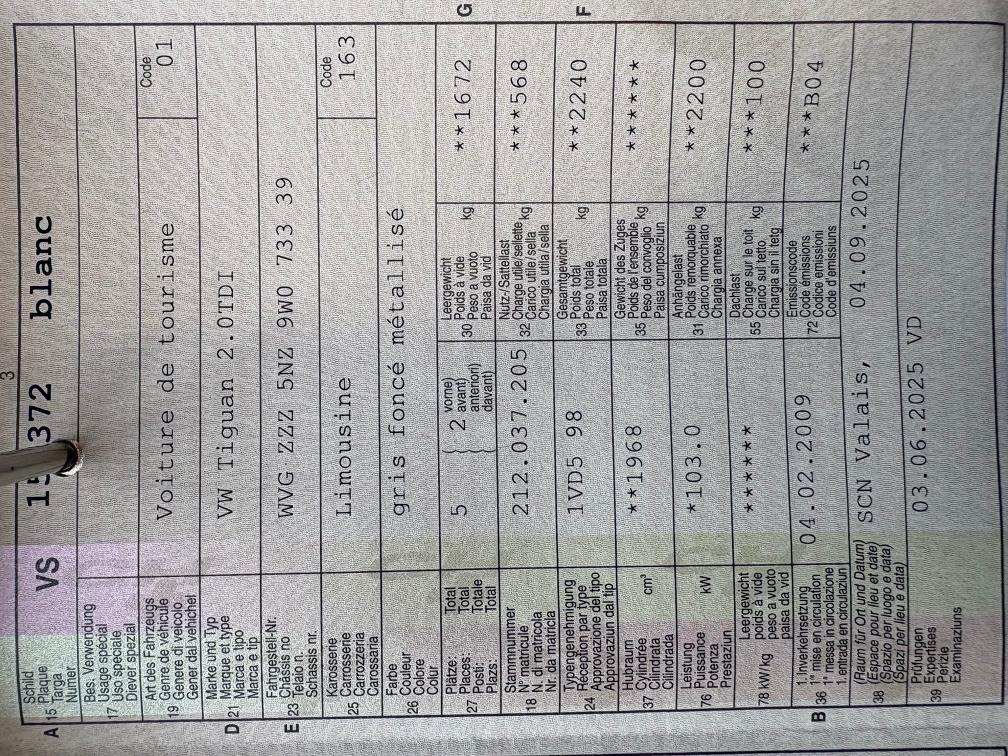 3
A 15 Schild
Plaque
Targa
Numer
VS 372 blanc
17 Bes. Verwendung
Usage spécial
Uso speciale
Diever spezial
19 Art des Fahrzeugs
Genre de véhicule
Genere di veicolo
Gener dal vehichel
Voiture de tourisme
Code
01
D 21 Marke und Typ
Marque et type
Marca e tipo
Marca e tip
VW Tiguan 2.0TDI
E 23 Fahrgestell-Nr.
Châssis no
Telaio n.
Schassis nr.
WVG ZZZ 5NZ 9W0 733 39
25 Karosserie
Carrosserie
Carrozzeria
Carossaria
Limousine
Code
163
26 Farbe
Couleur
Colore
Colur
gris foncé métallisé
27 Plätze: Total
Places: Total
Posti: Totale
Plazs: Total
5
2 vorne)
avant)
anteriori)
davant)
G
30 Leergewicht
Poids à vide
Peso a vuoto
Paisa da vid
kg
**1672
18 Stammnummer
N° matricule
N. di matricola
Nr. da matricla
212.037.205
32 Nutz-/Sattellast
Charge utile/sellette
Carico utile/sella
Chargia utila/sella
kg
***568
24 Typengenehmigung
Réception par type
Approvazione del tipo
Approvaziun dal tip
1VD5 98
F
33 Gesamtgewicht
Poids total
Peso totale
Paisa totala
kg
**2240
37 Hubraum
Cylindrée
Cilindrata
Cilindrada
cm³
**1968
35 Gewicht des Zuges
Poids de l'ensemble
Peso del convoglio
Paisa cumposiziun
kg
******
76 Leistung
Puissance
Potenza
Prestaziun
kW
*103.0
31 Anhängelast
Poids remorquable
Carico rimorchiato
Chargia annexa
kg
**2200
78 kW/kg
Leergewicht
poids à vide
peso a vuoto
paisa da vid
******
55 Dachlast
Charge sur le toit
Carico sul tetto
Chargia sin il tetg
kg
***100
B 36 1. Inverkehrsetzung
1re mise en circulation
1a messa in circolazione
1. entrada en circulaziun
04.02.2009
72 Emissionscode
Code émissions
Codice emissioni
Code d'emissiuns
***B04
38 (Raum für Ort und Datum)
(Espace pour lieu et date)
(Spazio per luogo e data)
(Spazi per lieu e data)
SCN Valais, 04.09.2025
39 Prüfungen
Expertises
Perizie
Examinaziuns
03.06.2025 VD